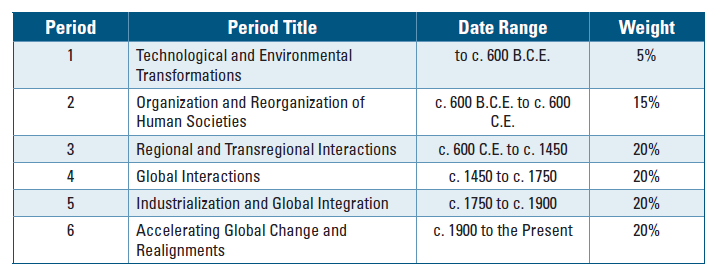 Period Period Title Date Range Weight
1 Technological and Environmental to c. 600 B.C.E. 5%
Transformations
2 Organization and Reorganization of c. 600 B.C.E. to c. 600 15%
Human Societies C.E.
3 Regional and Transregional Interactions c. 600 C.E. to c. 1450 20%
4 Global Interactions c. 1450 to c. 1750 20%
5 Industrialization and Global Integration c. 1750 to c. 1900 20%
6 Accelerating Global Change and c. 1900 to the Present 20%
Realignments